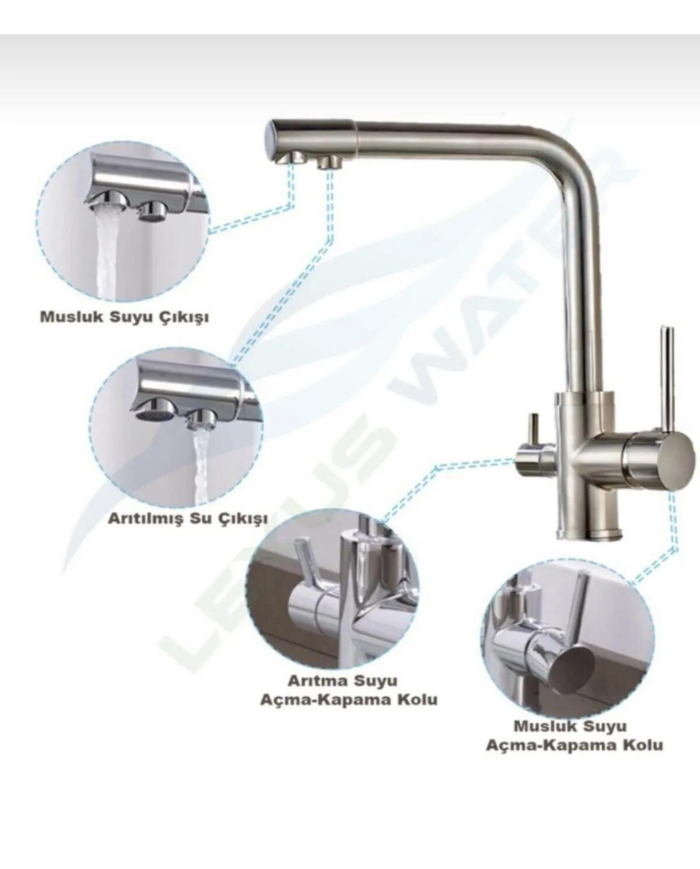 Musluk Suyu Çıkışı
Arıtılmış Su Çıkışı
Arıtma Suyu
Açma-Kapama Kolu
Musluk Suyu
Açma-Kapama Kolu
LEXUS WATER